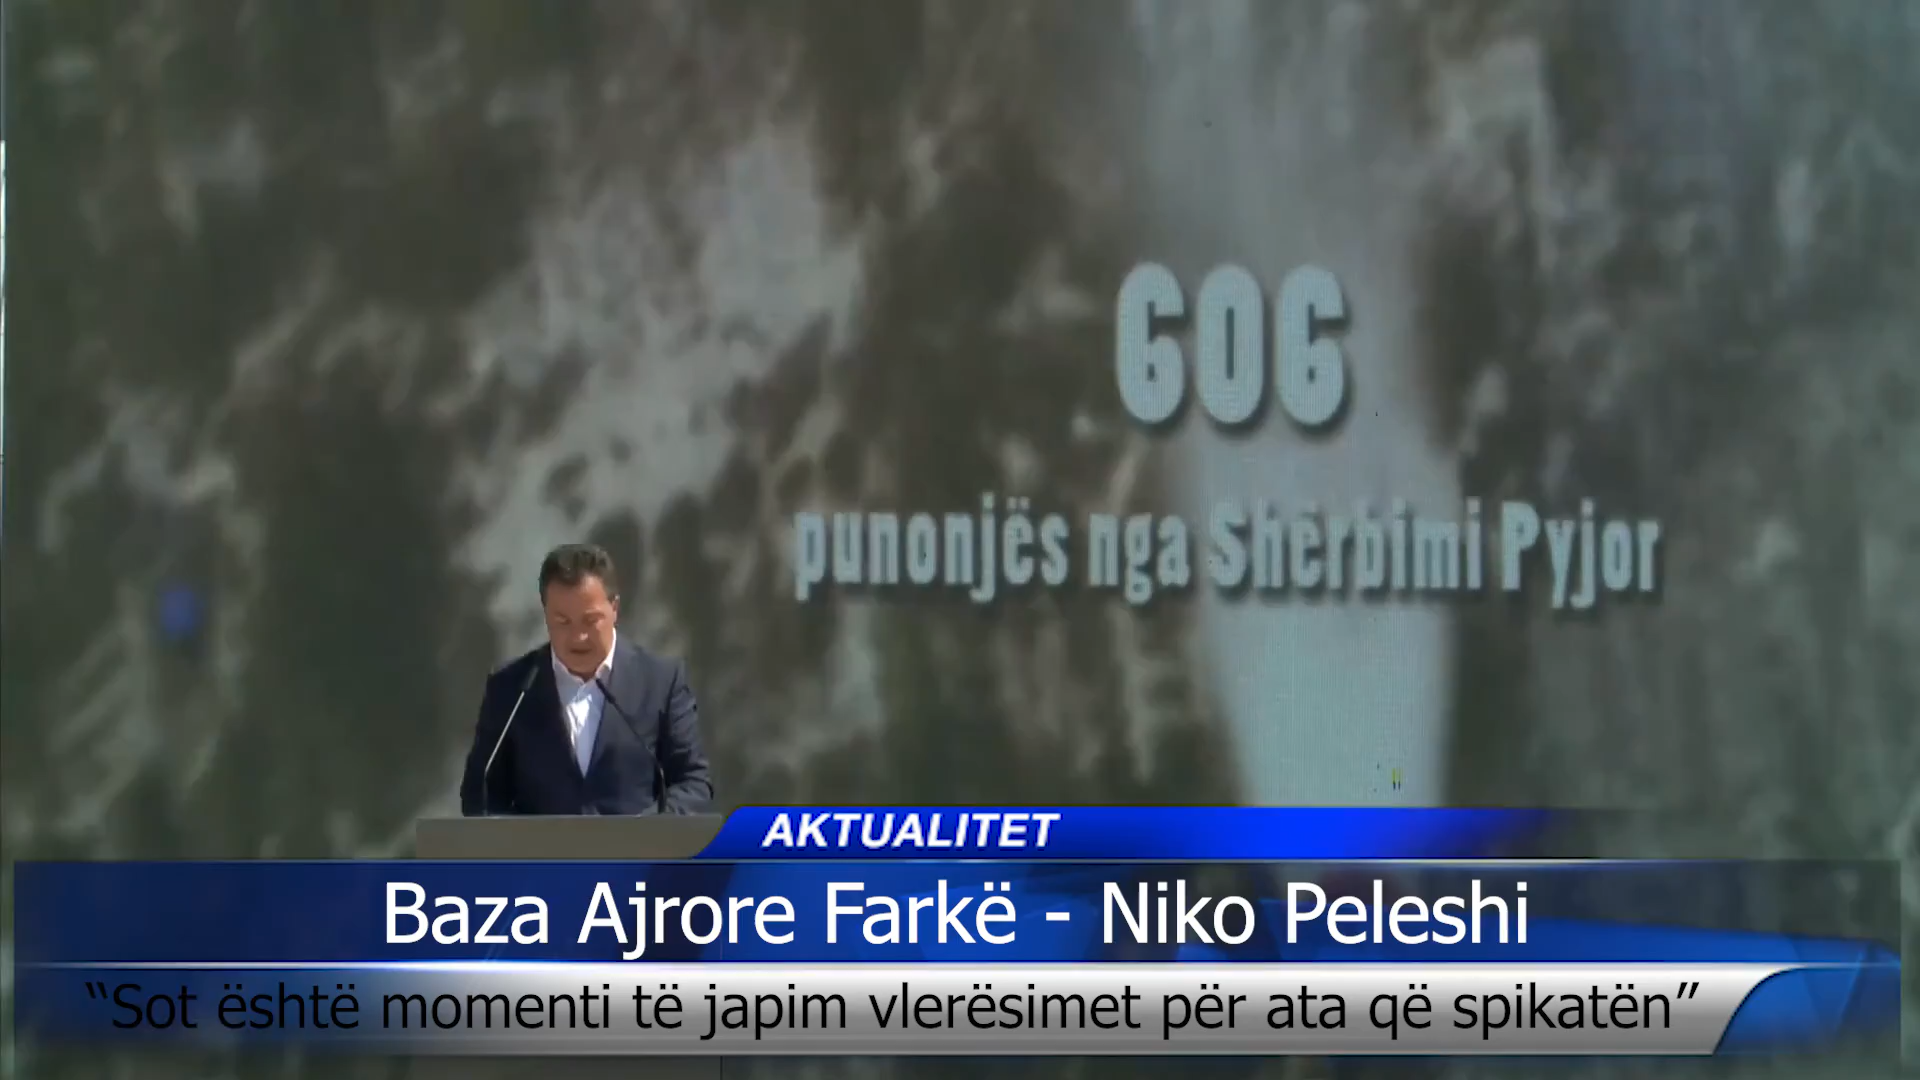 606
punonjës nga Shërbimi Pyjor
AKTUALITET
Baza Ajrore Farkë - Niko Peleshi
“Sot është momenti të japim vlerësimet për ata që spikatën”